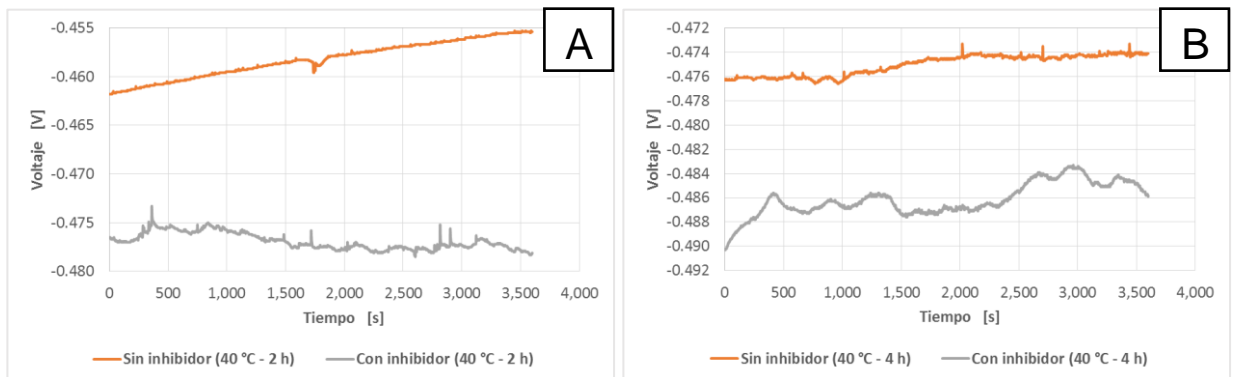 A
-0.455
-0.460
-0.465
-0.470
-0.475
-0.480
Voltaje [V]
0 500 1,000 1,500 2,000 2,500 3,000 3,500 4,000
Tiempo [s]
Sin inhibidor (40 °C - 2 h) Con inhibidor (40 °C - 2 h)
B
-0.472
-0.474
-0.476
-0.478
-0.480
-0.482
-0.484
-0.486
-0.488
-0.490
-0.492
Voltaje [V]
0 500 1,000 1,500 2,000 2,500 3,000 3,500 4,000
Tiempo [s]
Sin inhibidor (40 °C - 4 h) Con inhibidor (40 °C - 4 h)